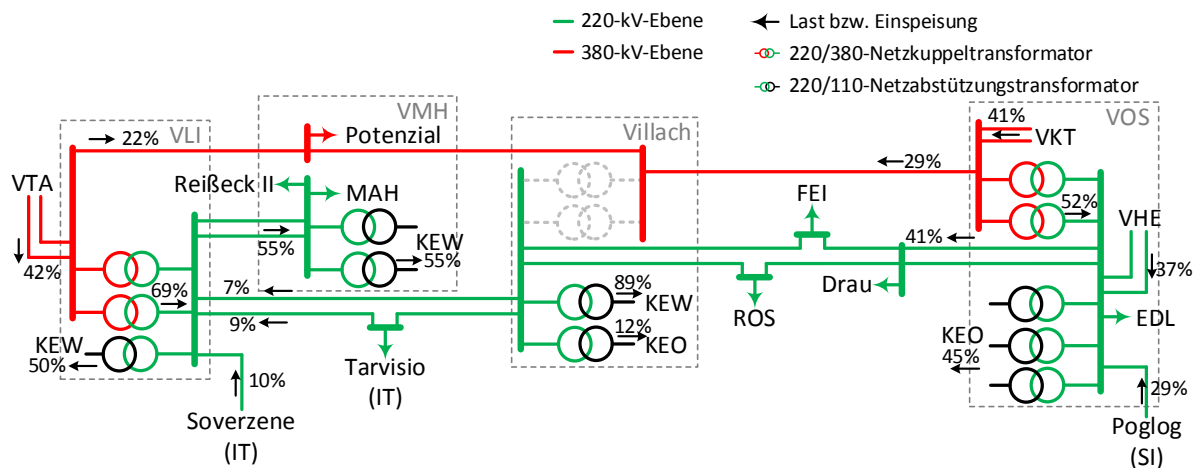 220-kV-Ebene
Last bzw. Einspeisung
380-kV-Ebene
220/380-Netzkuppeltransformator
220/110-Netzabstützungstransformator
VLI
VMH
Villach
VOS
22%
Potenzial
41%
VKT
29%
VTA
Reißeck II
MAH
FEI
52%
VHE
42%
55%
KEW
55%
41%
37%
69%
7%
89%
KEW
Drau
ROS
EDL
9%
12%
KEO
KEO
45%
KEW
50%
10%
Tarvisio
(IT)
29%
Soverzene
(IT)
Poglog
(SI)